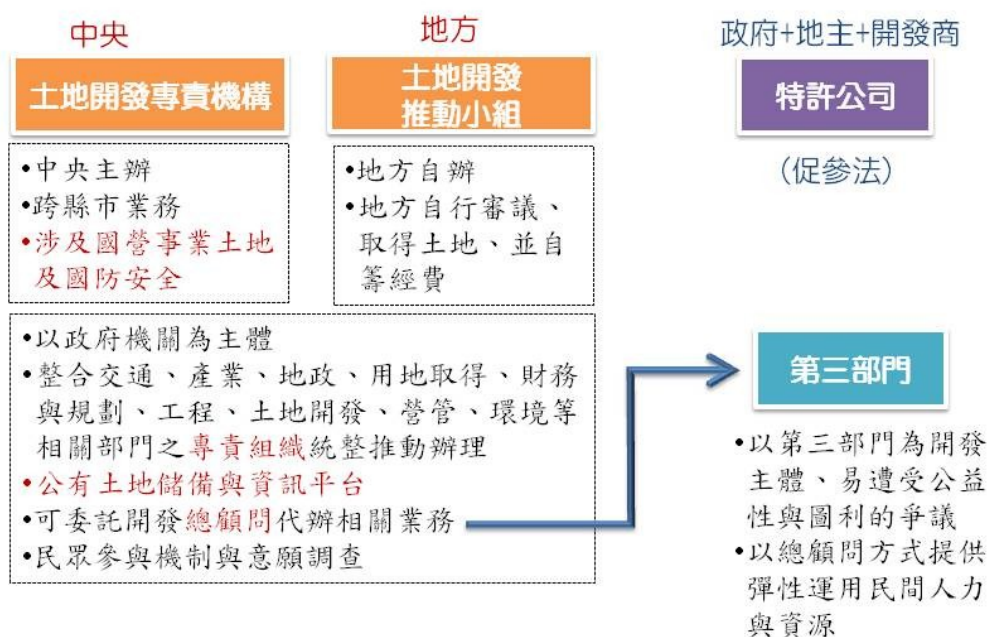 中央
土地開發專責機構
•中央主辦
•跨縣市業務
•涉及國營事業土地
及國防安全
地方
土地開發
推動小組
•地方自辦
•地方自行審議、
取得土地、並自
籌經費
•以政府機關為主體
•整合交通、產業、地政、用地取得、財務
與規劃、工程、土地開發、營管、環境等
相關部門之專責組織統整推動辦理
•公有土地儲備與資訊平台
•可委託開發總顧問代辦相關業務
•民眾參與機制與意願調查
政府+地主+開發商
特許公司
(促參法)
第三部門
•以第三部門為開發
主體、易遭受公益
性與圖利的爭議
•以總顧問方式提供
彈性運用民間人力
與資源